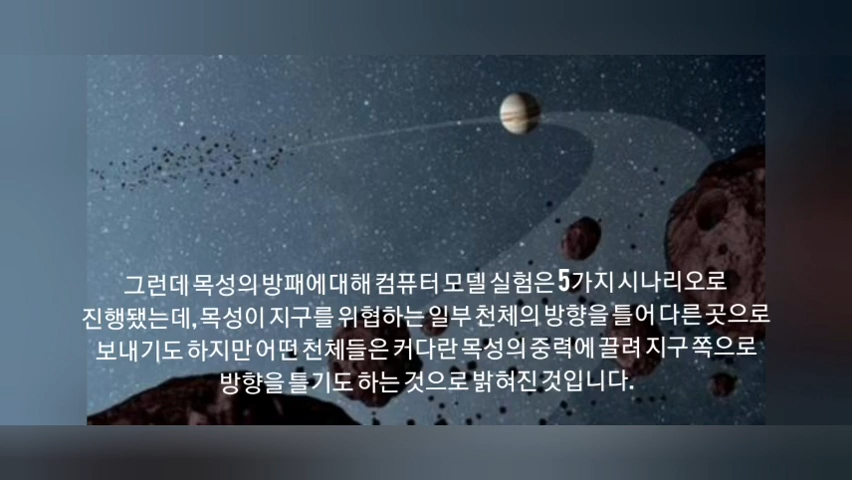 그런데 목성의 방패에 대해 컴퓨터 모델 실험은 5가지 시나리오로
진행됐는데, 목성이 지구를 위협하는 일부 천체의 방향을 틀어 다른 곳으로
보내기도 하지만 어떤 천체들은 커다란 목성의 중력에 끌려 지구 쪽으로
방향을 틀기도 하는 것으로 밝혀진 것입니다.